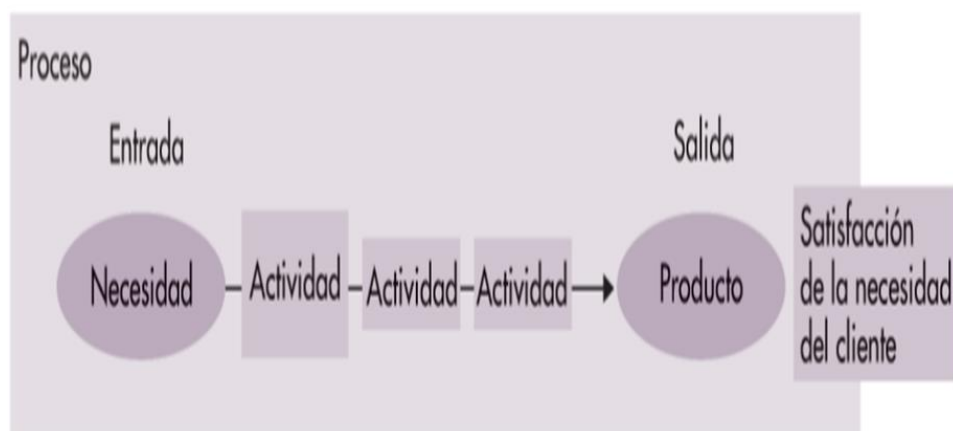 Proceso
Entrada
Salida
Necesidad
Actividad
Actividad
Actividad
Producto
Satisfacción
de la necesidad
del cliente